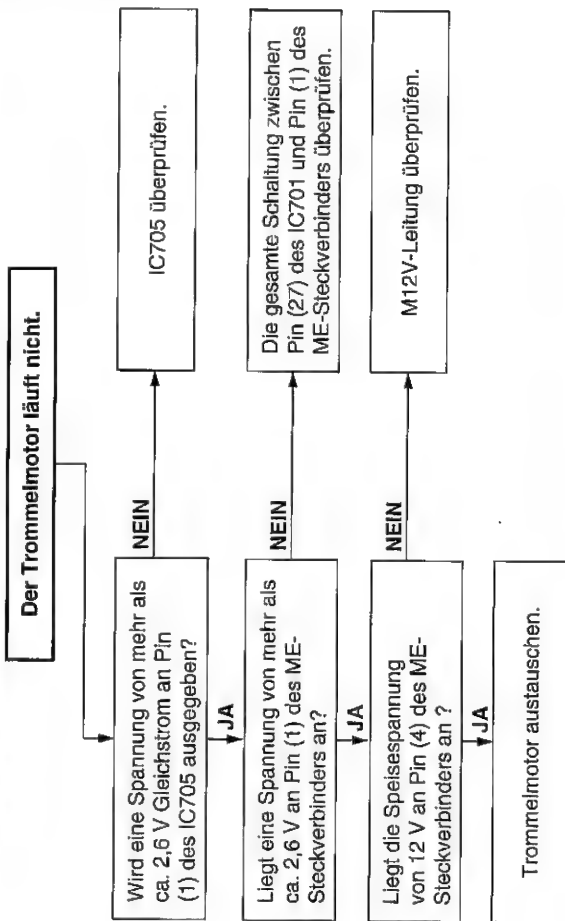 Der Trommelmotor läuft nicht.
Wird eine Spannung von mehr als
ca. 2,6 V Gleichstrom an Pin
(1) des IC705 ausgegeben?
NEIN
IC705 überprüfen.
JA
Liegt eine Spannung von mehr als
ca. 2,6 V an Pin (1) des ME-
Steckverbinders an?
NEIN
Die gesamte Schaltung zwischen
Pin (27) des IC701 und Pin (1) des
ME-Steckverbinders überprüfen.
JA
Liegt die Speisespannung
von 12 V an Pin (4) des ME-
Steckverbinders an ?
NEIN
M12V-Leitung überprüfen.
JA
Trommelmotor austauschen.